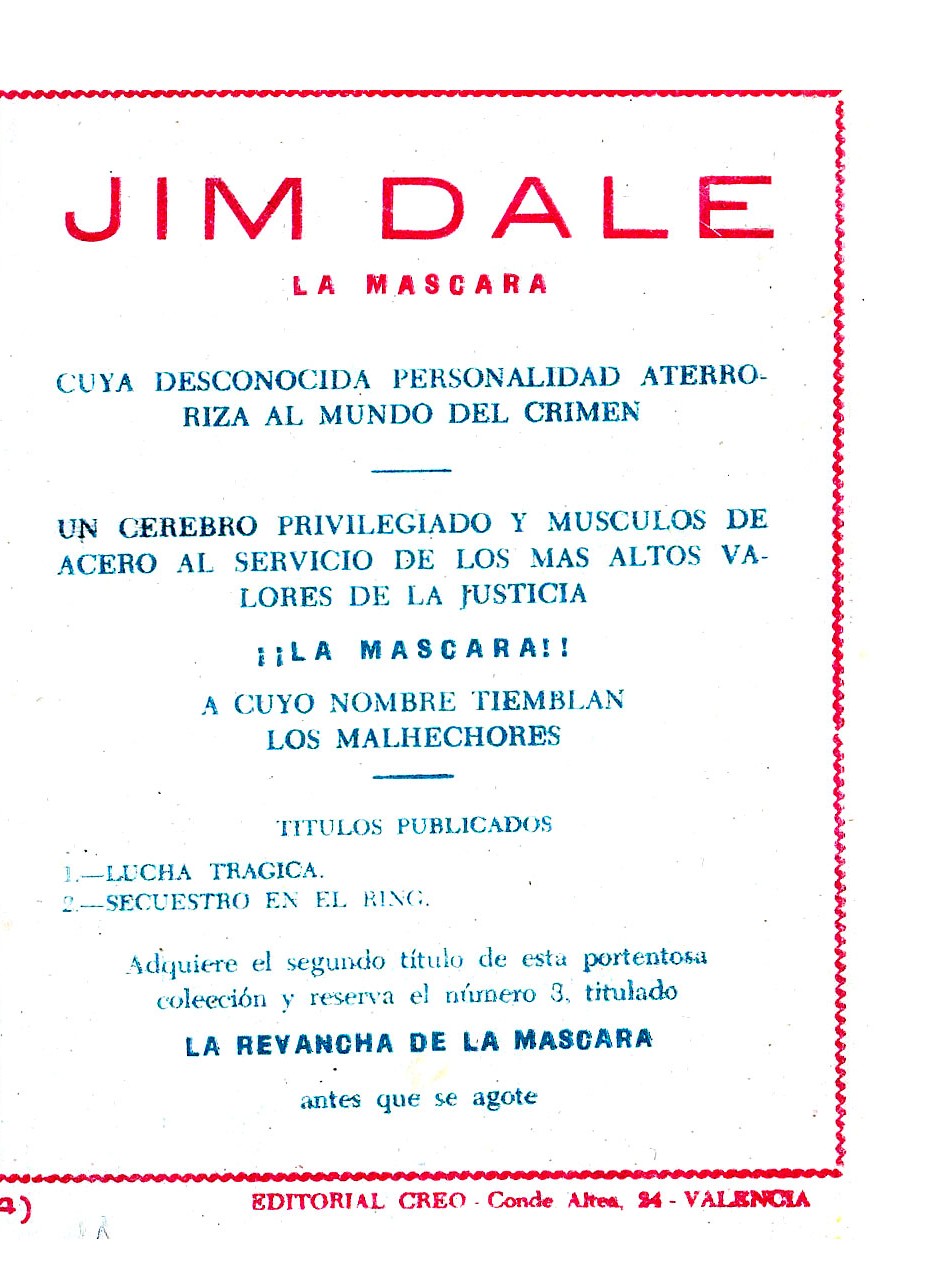 JIM DALE
LA MASCARA
CUYA DESCONOCIDA PERSONALIDAD ATERRO-
RIZA AL MUNDO DEL CRIMEN
UN CEREBRO PRIVILEGIADO Y MUSCULOS DE
ACERO AL SERVICIO DE LOS MAS ALTOS VA-
LORES DE LA JUSTICIA
¡¡LA MASCARA!!
A CUYO NOMBRE TIEMBLAN
LOS MALHECHORES
TITULOS PUBLICADOS
1.—LUCHA TRAGICA.
2.—SECUESTRO EN EL RING.
Adquiere el segundo título de esta portentosa
colección y reserva el número 3, titulado
LA REVANCHA DE LA MASCARA
antes que se agote
EDITORIAL CREO - Conde Altea, 24 - VALENCIA